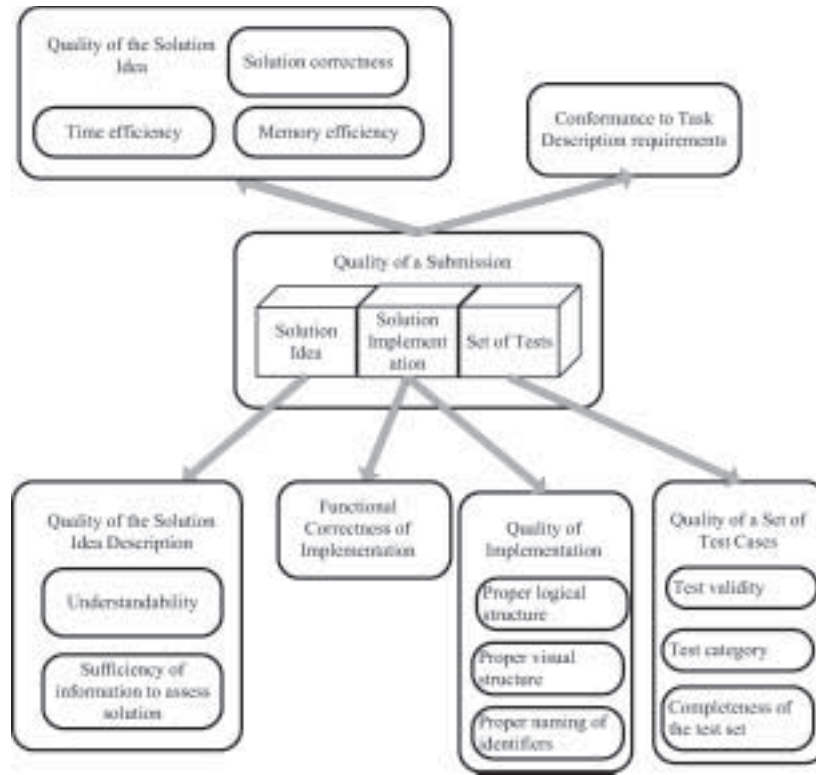 Quality of the Solution
Idea
Solution correctness
Time efficiency
Memory efficiency
Conformance to Task
Description requirements
Quality of a Submission
Solution
Idea
Solution
Implement
ation
Set of Tests
Quality of the Solution
Idea Description
Understandability
Sufficiency of
information to assess
solution
Functional
Correctness of
Implementation
Quality of
Implementation
Proper logical
structure
Proper visual
structure
Proper naming of
identifiers
Quality of a Set of
Test Cases
Test validity
Test category
Completeness of
the test set